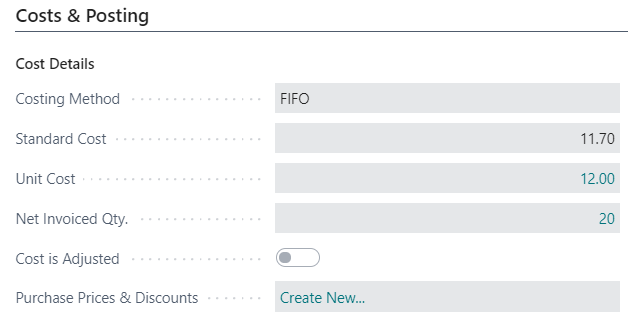 Costs & Posting
Cost Details
Costing Method FIFO
Standard Cost 11.70
Unit Cost 12.00
Net Invoiced Qty. 20
Cost is Adjusted
Purchase Prices & Discounts Create New...